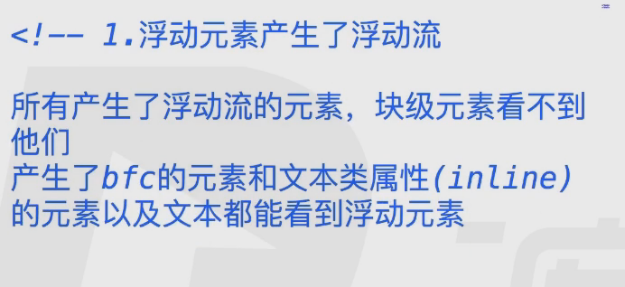 <!-- 1.浮动元素产生了浮动流
所有产生了浮动流的元素，块级元素看不到
他们
产生了bfc的元素和文本类属性(inline)
的元素以及文本都能看到浮动元素